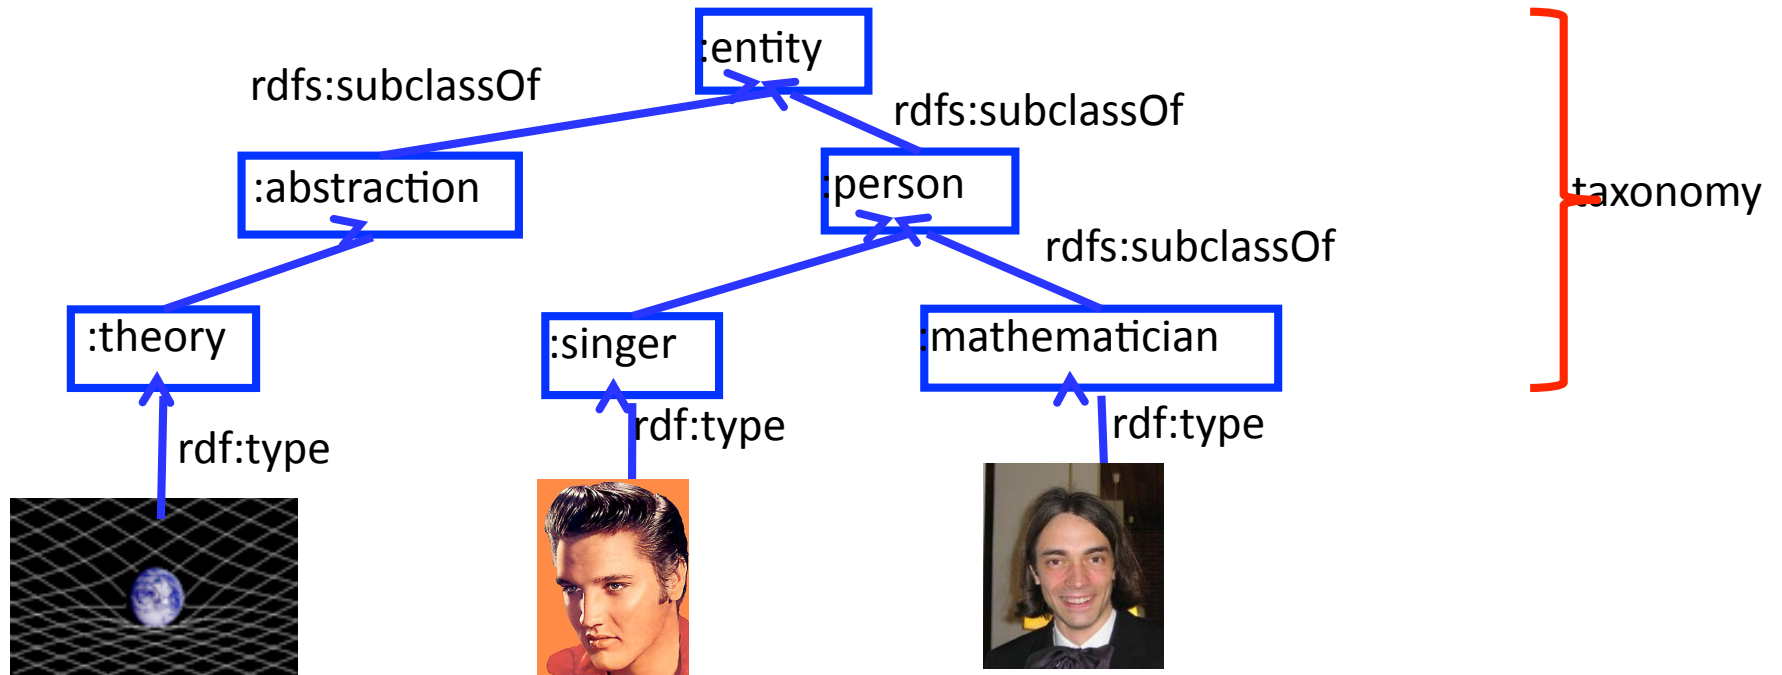 :entity
rdfs:subclassOf
rdfs:subclassOf
:abstraction
:person
taxonomy
rdfs:subclassOf
:theory
:singer
:mathematician
rdf:type
rdf:type
rdf:type